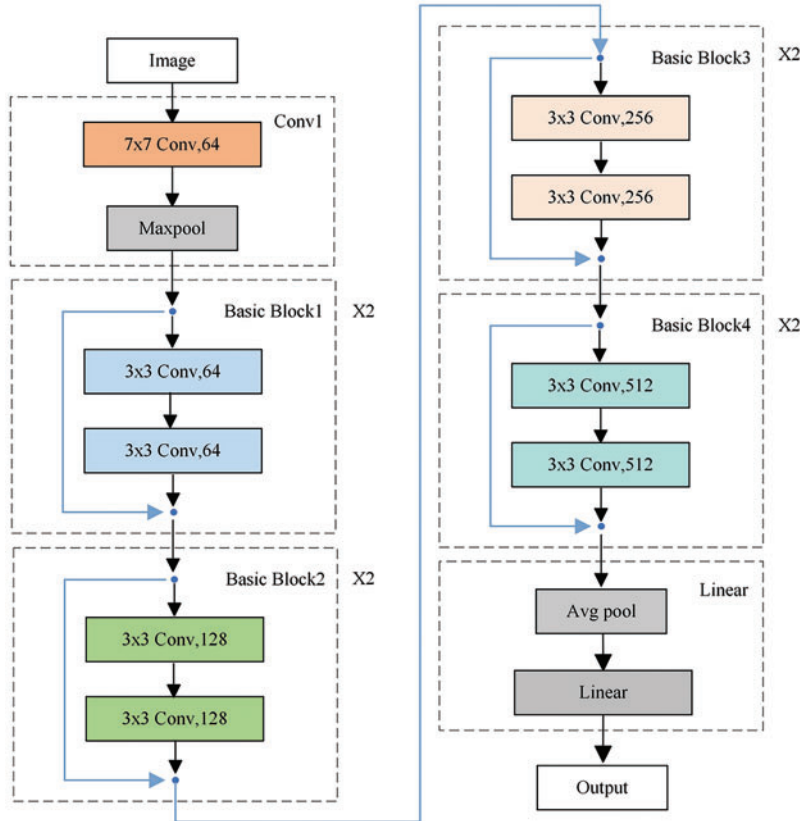 Image
Conv1
7x7 Conv,64
Maxpool
Basic Block1
X2
3x3 Conv,64
3x3 Conv,64
Basic Block2
X2
3x3 Conv,128
3x3 Conv,128
Basic Block3
X2
3x3 Conv,256
3x3 Conv,256
Basic Block4
X2
3x3 Conv,512
3x3 Conv,512
Linear
Avg pool
Linear
Output